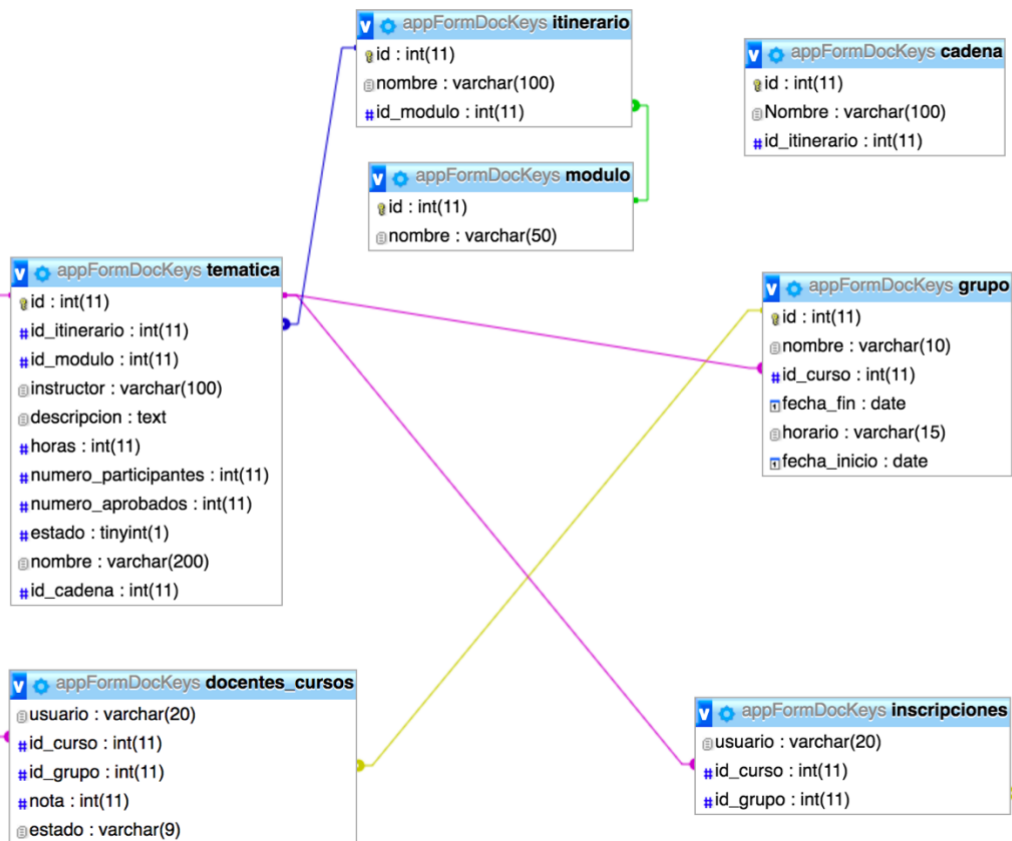 appFormDocKeys itinerario
id : int(11)
nombre : varchar(100)
id_modulo : int(11)
appFormDocKeys cadena
id : int(11)
Nombre : varchar(100)
id_itinerario : int(11)
appFormDocKeys modulo
id : int(11)
nombre : varchar(50)
appFormDocKeys tematica
id : int(11)
id_itinerario : int(11)
id_modulo : int(11)
instructor : varchar(100)
descripcion : text
horas : int(11)
numero_participantes : int(11)
numero_aprobados : int(11)
estado : tinyint(1)
nombre : varchar(200)
id_cadena : int(11)
appFormDocKeys grupo
id : int(11)
nombre : varchar(10)
id_curso : int(11)
fecha_fin : date
horario : varchar(15)
fecha_inicio : date
appFormDocKeys docentes_cursos
usuario : varchar(20)
id_curso : int(11)
id_grupo : int(11)
nota : int(11)
estado : varchar(9)
appFormDocKeys inscripciones
usuario : varchar(20)
id_curso : int(11)
id_grupo : int(11)